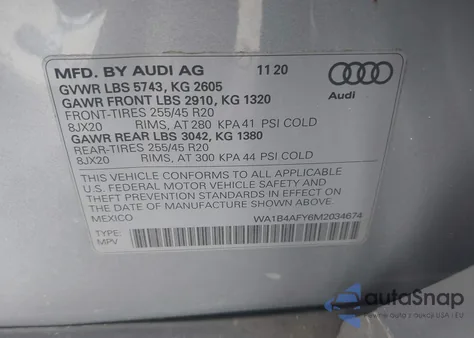 MFD. BY AUDI AG 11 20
GVWR LBS 5743, KG 2605
GAWR FRONT LBS 2910, KG 1320
FRONT-TIRES 255/45 R20
8JX20 RIMS, AT 280 KPA 41 PSI COLD
GAWR REAR LBS 3042, KG 1380
REAR-TIRES 255/45 R20
8JX20 RIMS, AT 300 KPA 44 PSI COLD
THIS VEHICLE CONFORMS TO ALL APPLICABLE
U.S. FEDERAL MOTOR VEHICLE SAFETY AND
THEFT PREVENTION STANDARDS
IN EFFECT ON THE DATE OF MANUFACTURE SHOWN ABOVE.
MEXICO WA1B4AFY6M2034674
TYPE:
MPV
Audi
autoSnap
Auta z aukcji USA i EU